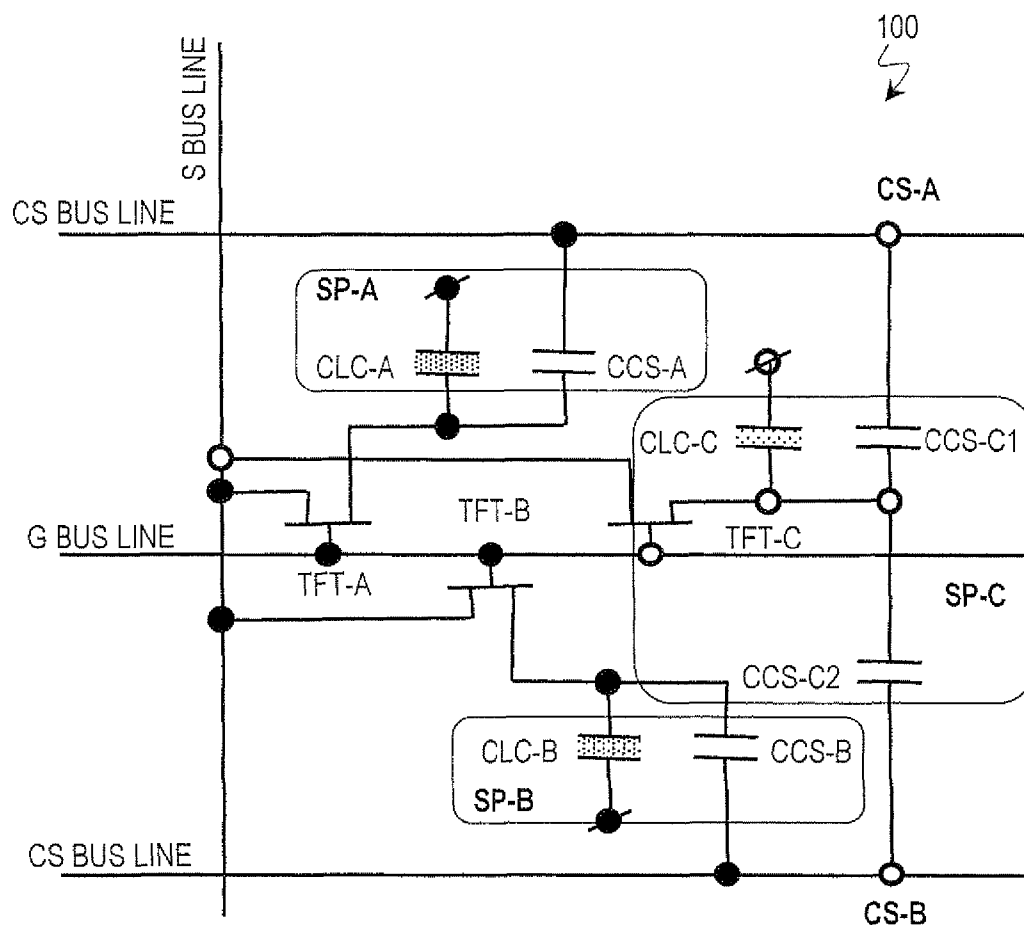 100
S BUS LINE
CS-A
CS BUS LINE
SP-A
CLC-A
CCS-A
CLC-C
CCS-C1
TFT-B
G BUS LINE
TFT-C
TFT-A
SP-C
CCS-C2
CLC-B
CCS-B
SP-B
CS BUS LINE
CS-B